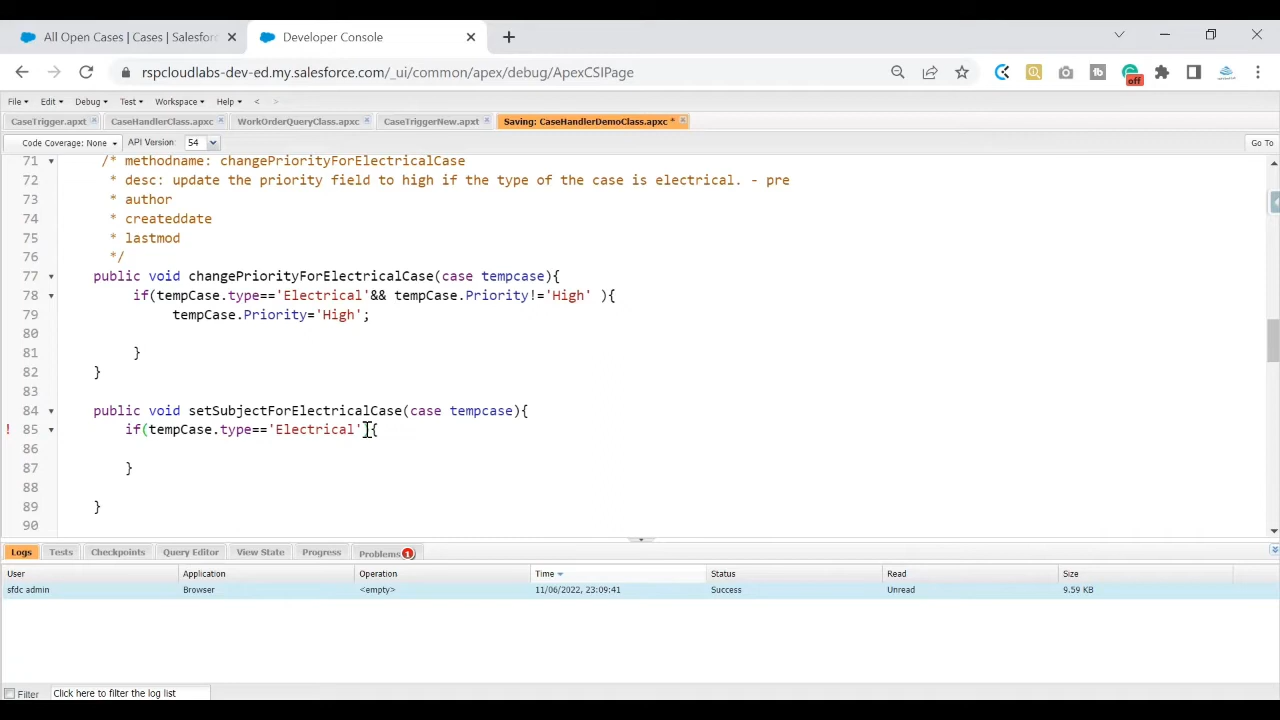 All Open Cases | Cases | Salesfor
Developer Console
rspcloudlabs-dev-ed.my.salesforce.com/_ui/common/apex/debug/ApexCSIPage
off
File Edit Debug Test Workspace Help < >
CaseTrigger.apxt CaseHandlerClass.apxc WorkOrderQueryClass.apxc CaseTriggerNew.apxt Saving: CaseHandlerDemoClass.apxc *
Code Coverage: None API Version: 54 Go To
71 /* methodname: changePriorityForElectricalCase
72 * desc: update the priority field to high if the type of the case is electrical. - pre
73 * author
74 * createddate
75 * lastmod
76 */
77 public void changePriorityForElectricalCase(case tempcase){
78 if(tempCase.type=='Electrical'&& tempCase.Priority!='High' ){
79 tempCase.Priority='High';
80
81 }
82 }
83
84 public void setSubjectForElectricalCase(case tempcase){
! 85 if(tempCase.type=='Electrical'){
86
87 }
88
89 }
90
Logs Tests Checkpoints Query Editor View State Progress Problems 1
User Application Operation Time Status Read Size
sfdc admin Browser <empty> 11/06/2022, 23:09:41 Success Unread 9.59 KB
Filter Click here to filter the log list